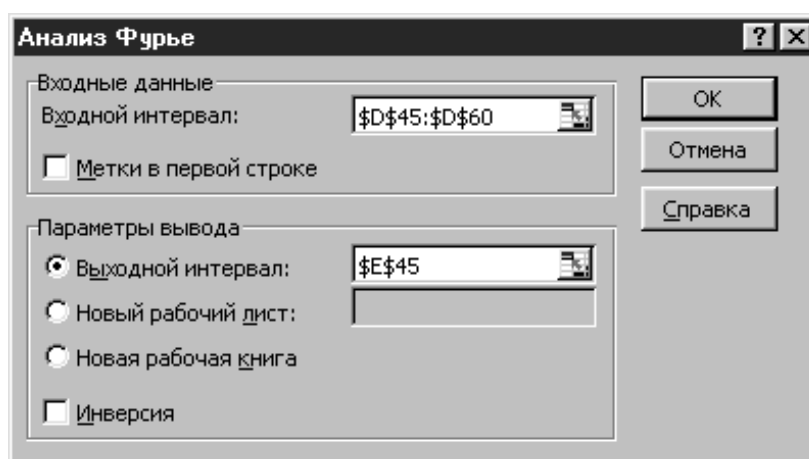 Анализ Фурье
Входные данные
Входной интервал: $D$45:$D$60
Метки в первой строке
OK
Отмена
Справка
Параметры вывода
Выходной интервал: $E$45
Новый рабочий лист:
Новая рабочая книга
Инверсия